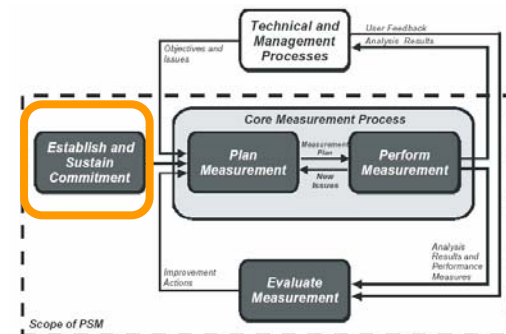 Technical and
Management
Processes
User Feedback
Analysis Results
Objectives and
Issues
Core Measurement Process
Establish and
Sustain
Commitment
Plan
Measurement
Measurement
Plan
New
Issues
Perform
Measurement
Improvement
Actions
Evaluate
Measurement
Analysis
Results and
Performance
Measures
Scope of PSM